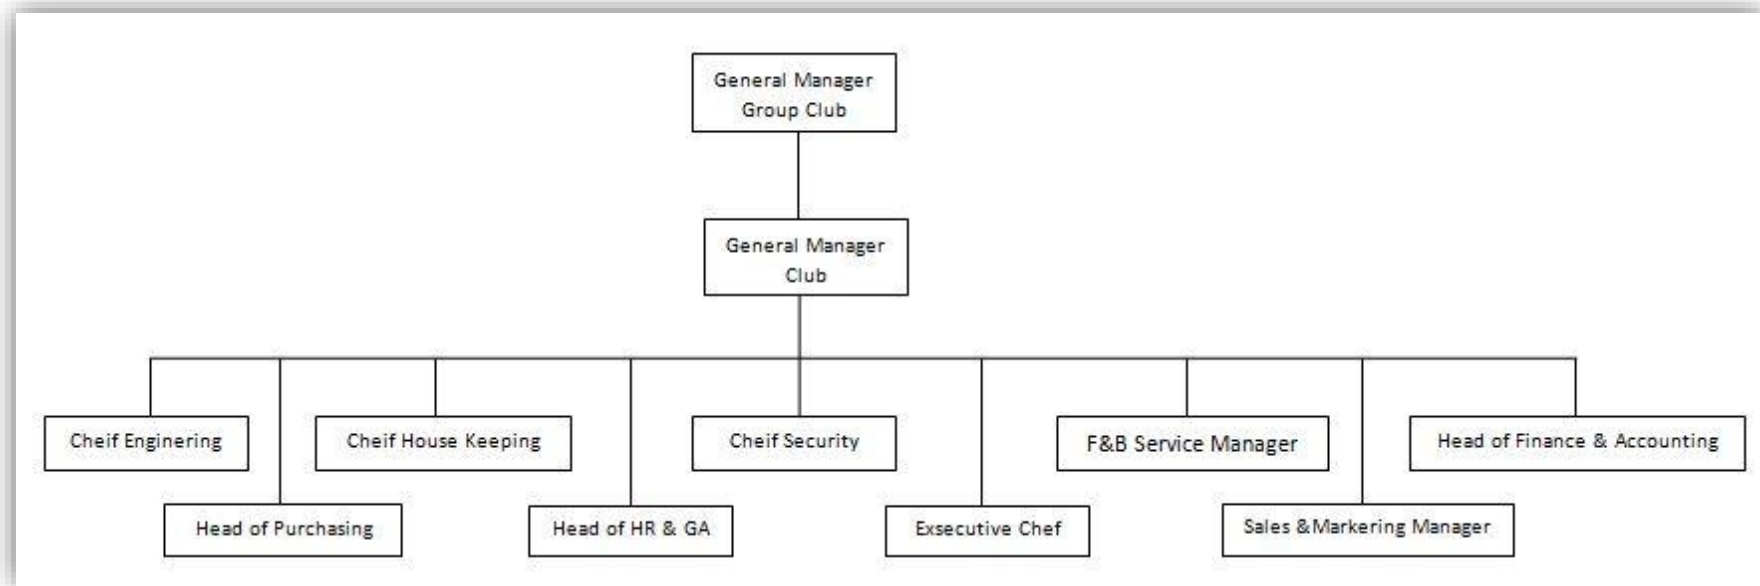 General Manager
Group Club
General Manager
Club
Cheif Enginering
Cheif House Keeping
Cheif Security
F&B Service Manager
Head of Finance & Accounting
Head of Purchasing
Head of HR & GA
Exsecutive Chef
Sales &Markering Manager